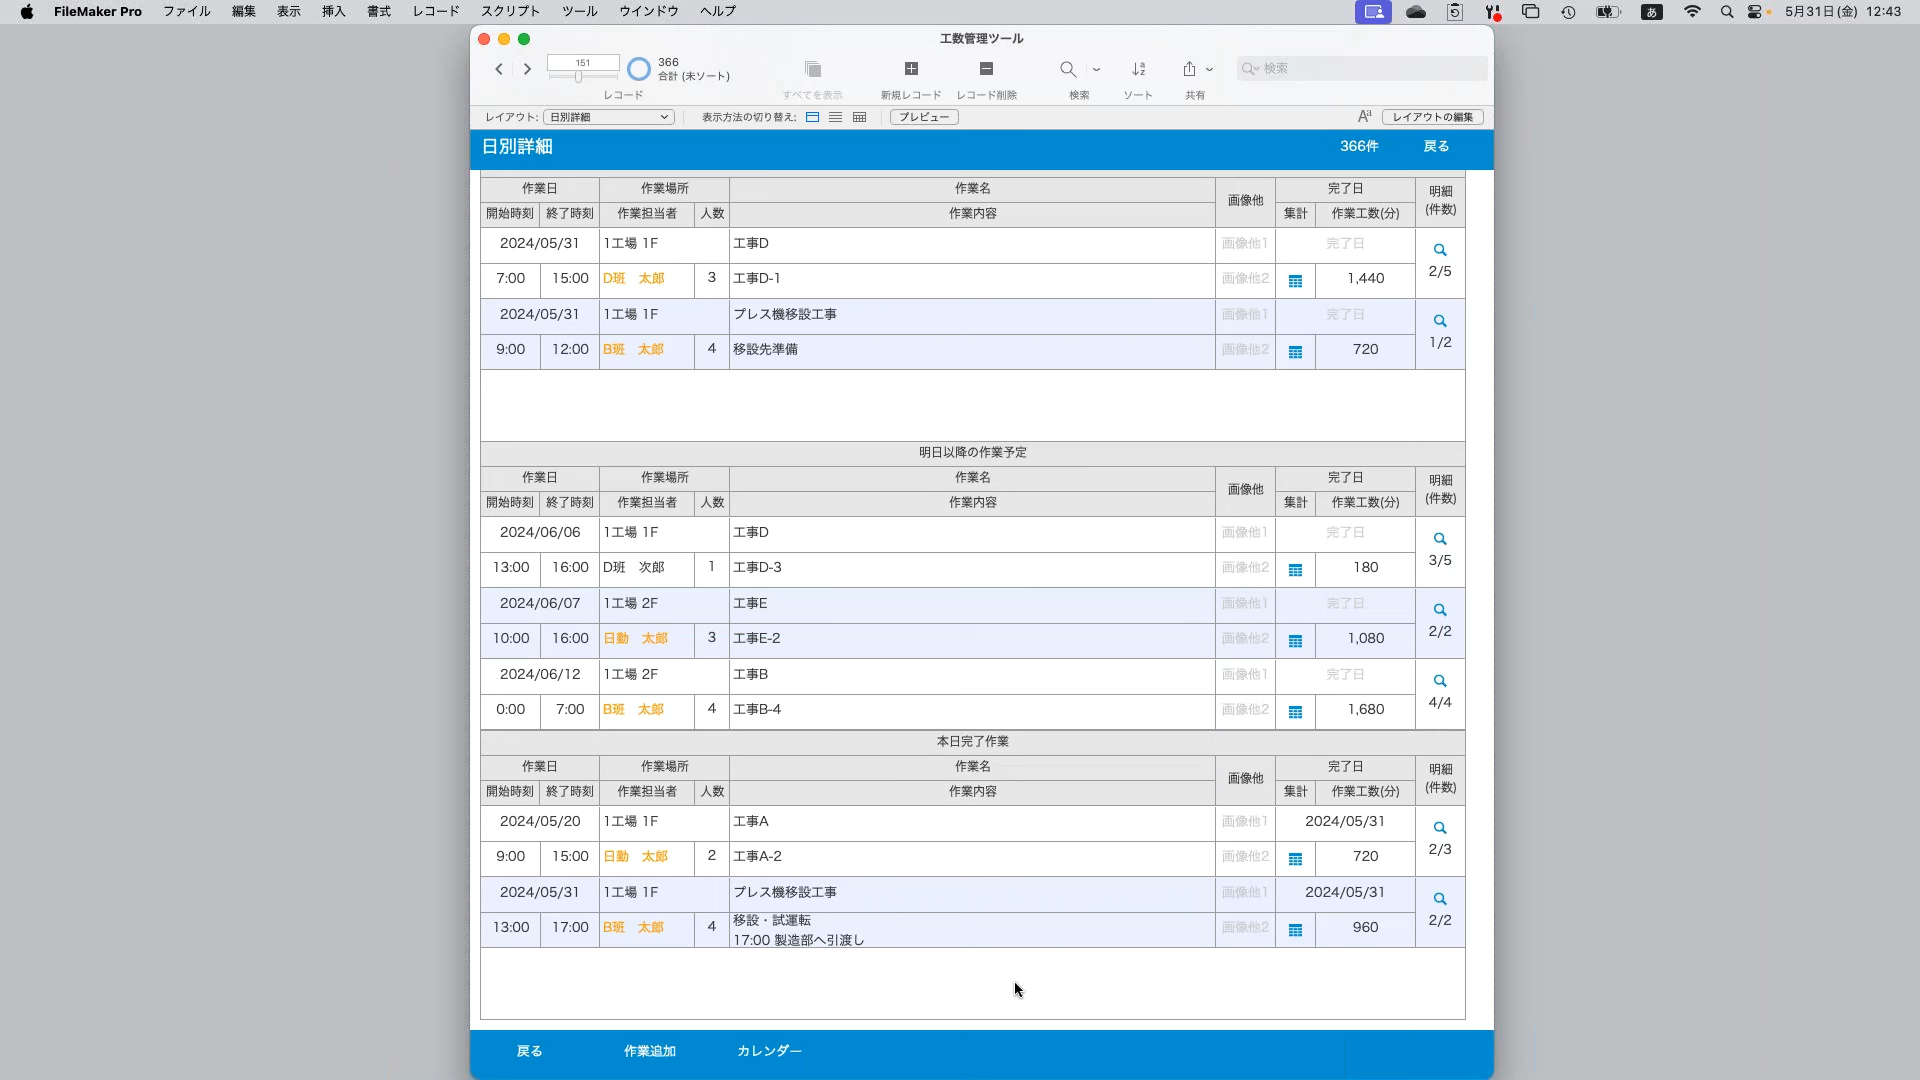 FileMaker Pro ファイル 編集 表示 挿入 書式 レコード スクリプト ツール ウインドウ ヘルプ あ 5月31日(金) 12:43
工数管理ツール
151 366
合計 (未ソート) 検索
レコード すべてを表示 新規レコード レコード削除 検索 ソート 共有
レイアウト: 日別詳細 表示方法の切り替え: プレビュー Aª レイアウトの編集
日別詳細 366件 戻る
作業日 作業場所 作業名 画像他 完了日 明細
(件数)
開始時刻 終了時刻 作業担当者 人数 作業内容 集計 作業工数(分)
2024/05/31 1工場 1F 工事D 画像他1 完了日
7:00 15:00 D班 太郎 3 工事D-1 画像他2 1,440 2/5
2024/05/31 1工場 1F プレス機移設工事 画像他1 完了日
9:00 12:00 B班 太郎 4 移設先準備 画像他2 720 1/2
明日以降の作業予定
作業日 作業場所 作業名 画像他 完了日 明細
(件数)
開始時刻 終了時刻 作業担当者 人数 作業内容 集計 作業工数(分)
2024/06/06 1工場 1F 工事D 画像他1 完了日
13:00 16:00 D班 次郎 1 工事D-3 画像他2 180 3/5
2024/06/07 1工場 2F 工事E 画像他1 完了日
10:00 16:00 日勤 太郎 3 工事E-2 画像他2 1,080 2/2
2024/06/12 1工場 2F 工事B 画像他1 完了日
0:00 7:00 B班 太郎 4 工事B-4 画像他2 1,680 4/4
本日完了作業
作業日 作業場所 作業名 画像他 完了日 明細
(件数)
開始時刻 終了時刻 作業担当者 人数 作業内容 集計 作業工数(分)
2024/05/20 1工場 1F 工事A 画像他1 2024/05/31
9:00 15:00 日勤 太郎 2 工事A-2 画像他2 720 2/3
2024/05/31 1工場 1F プレス機移設工事 画像他1 2024/05/31
13:00 17:00 B班 太郎 4 移設・試運転 画像他2 960 2/2
17:00 製造部へ引渡し
戻る 作業追加 カレンダー